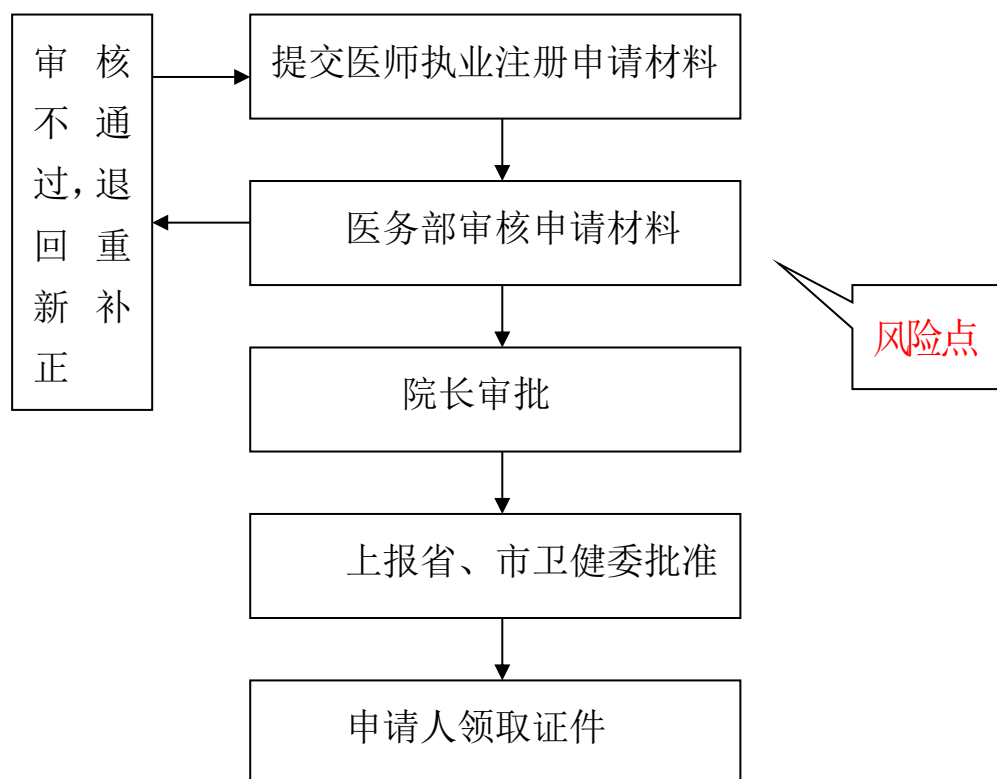 审核
不通
过,退
回重
新补
正
提交医师执业注册申请材料
医务部审核申请材料
风险点
院长审批
上报省、市卫健委批准
申请人领取证件